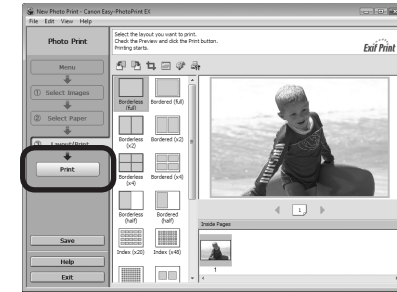 New Photo Print - Canon Easy-PhotoPrint EX
File Edit View Help
Photo Print
Select the layout you want to print.
Check the Preview and click the Print button.
Printing starts.
Exif Print
Menu
① Select Images
② Select Paper
③ Layout/Print
Print
Save
Help
Exit
Borderless (full)
Bordered (full)
Borderless (x2)
Bordered (x2)
Borderless (x4)
Bordered (x4)
Borderless (half)
Bordered (half)
Index (x20)
Index (x48)
1
Inside Pages
1